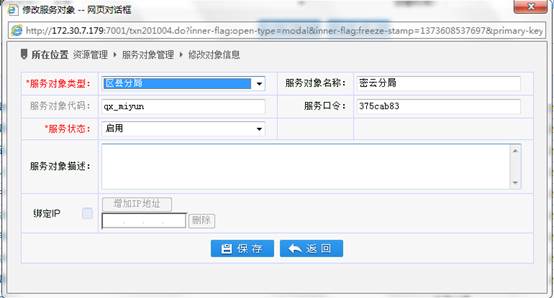 修改服务对象 -- 网页对话框
http://172.30.7.179:7001/txn201004.do?inner-flag:open-type=modal&inner-flag:freeze-stamp=1373608537697&primary-key
所在位置 资源管理 ▸ 服务对象管理 ▸ 修改对象信息
*服务对象类型: 区县分局 服务对象名称: 密云分局
服务对象代码: qx_miyun 服务口令: 375cab83
*服务状态: 启用
服务对象描述:
绑定IP 增加IP地址
. . . 删除
保存 返回